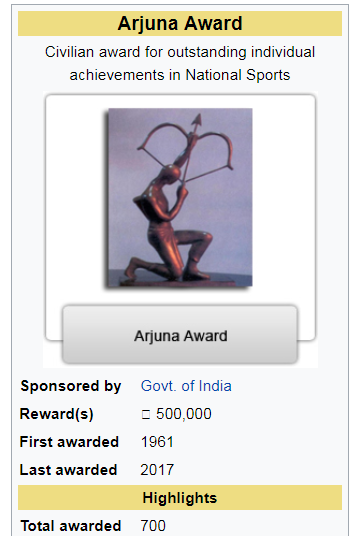 Arjuna Award
Civilian award for outstanding individual
achievements in National Sports
Arjuna Award
Sponsored by Govt. of India
Reward(s) □ 500,000
First awarded 1961
Last awarded 2017
Highlights
Total awarded 700